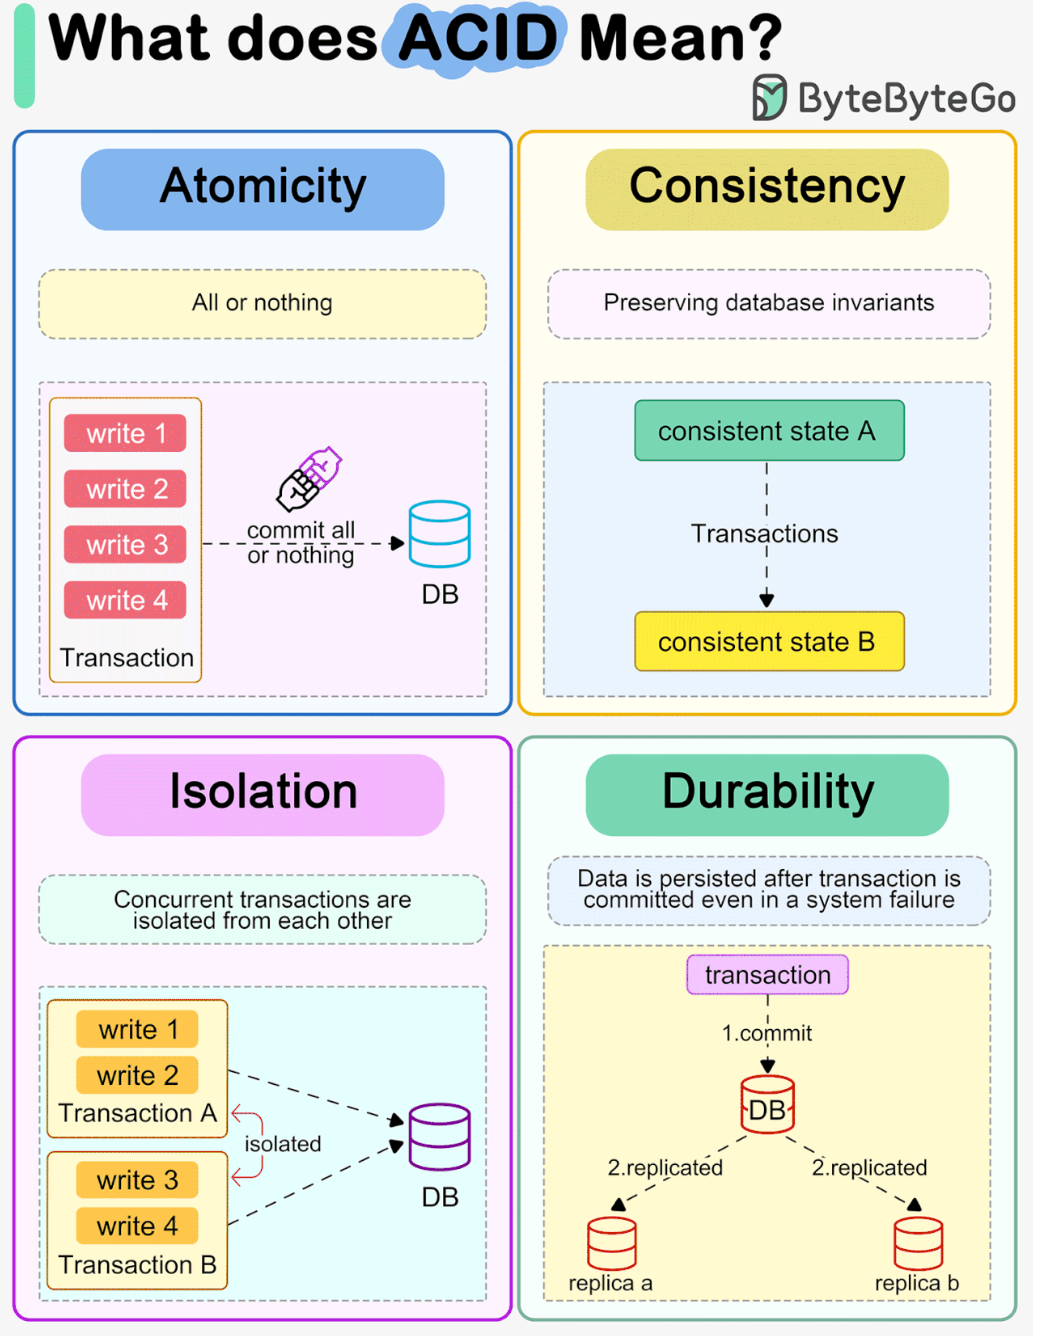 What does ACID Mean?
ByteByteGo
Atomicity
All or nothing
write 1
write 2
write 3
write 4
Transaction
commit all
or nothing
DB
Consistency
Preserving database invariants
consistent state A
Transactions
consistent state B
Isolation
Concurrent transactions are
isolated from each other
write 1
write 2
Transaction A
isolated
write 3
write 4
Transaction B
DB
Durability
Data is persisted after transaction is
committed even in a system failure
transaction
1.commit
DB
2.replicated
2.replicated
replica a
replica b